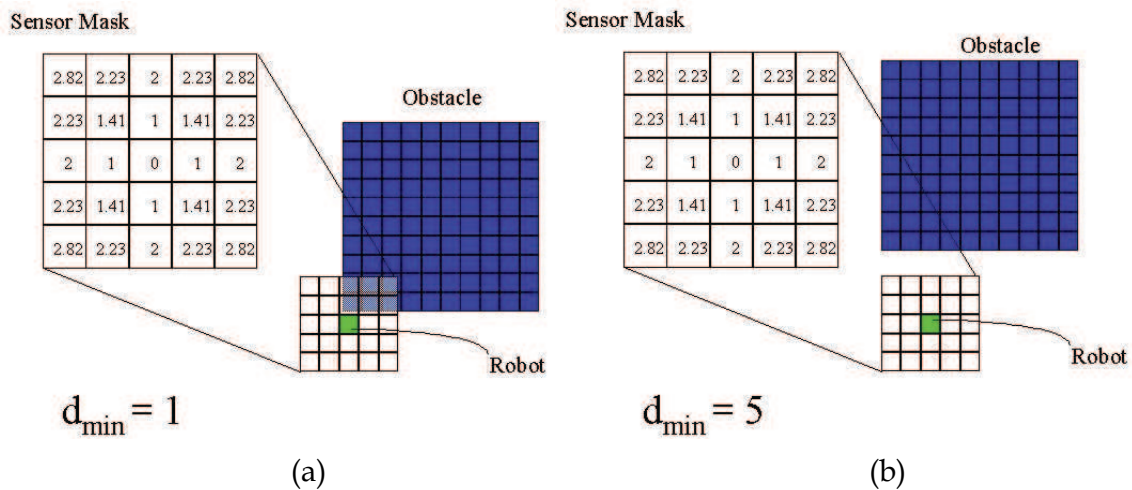 Sensor Mask
2.82 2.23 2 2.23 2.82
2.23 1.41 1 1.41 2.23
2 1 0 1 2
2.23 1.41 1 1.41 2.23
2.82 2.23 2 2.23 2.82
Obstacle
Robot
d_min = 1
(a)
Sensor Mask
2.82 2.23 2 2.23 2.82
2.23 1.41 1 1.41 2.23
2 1 0 1 2
2.23 1.41 1 1.41 2.23
2.82 2.23 2 2.23 2.82
Obstacle
Robot
d_min = 5
(b)